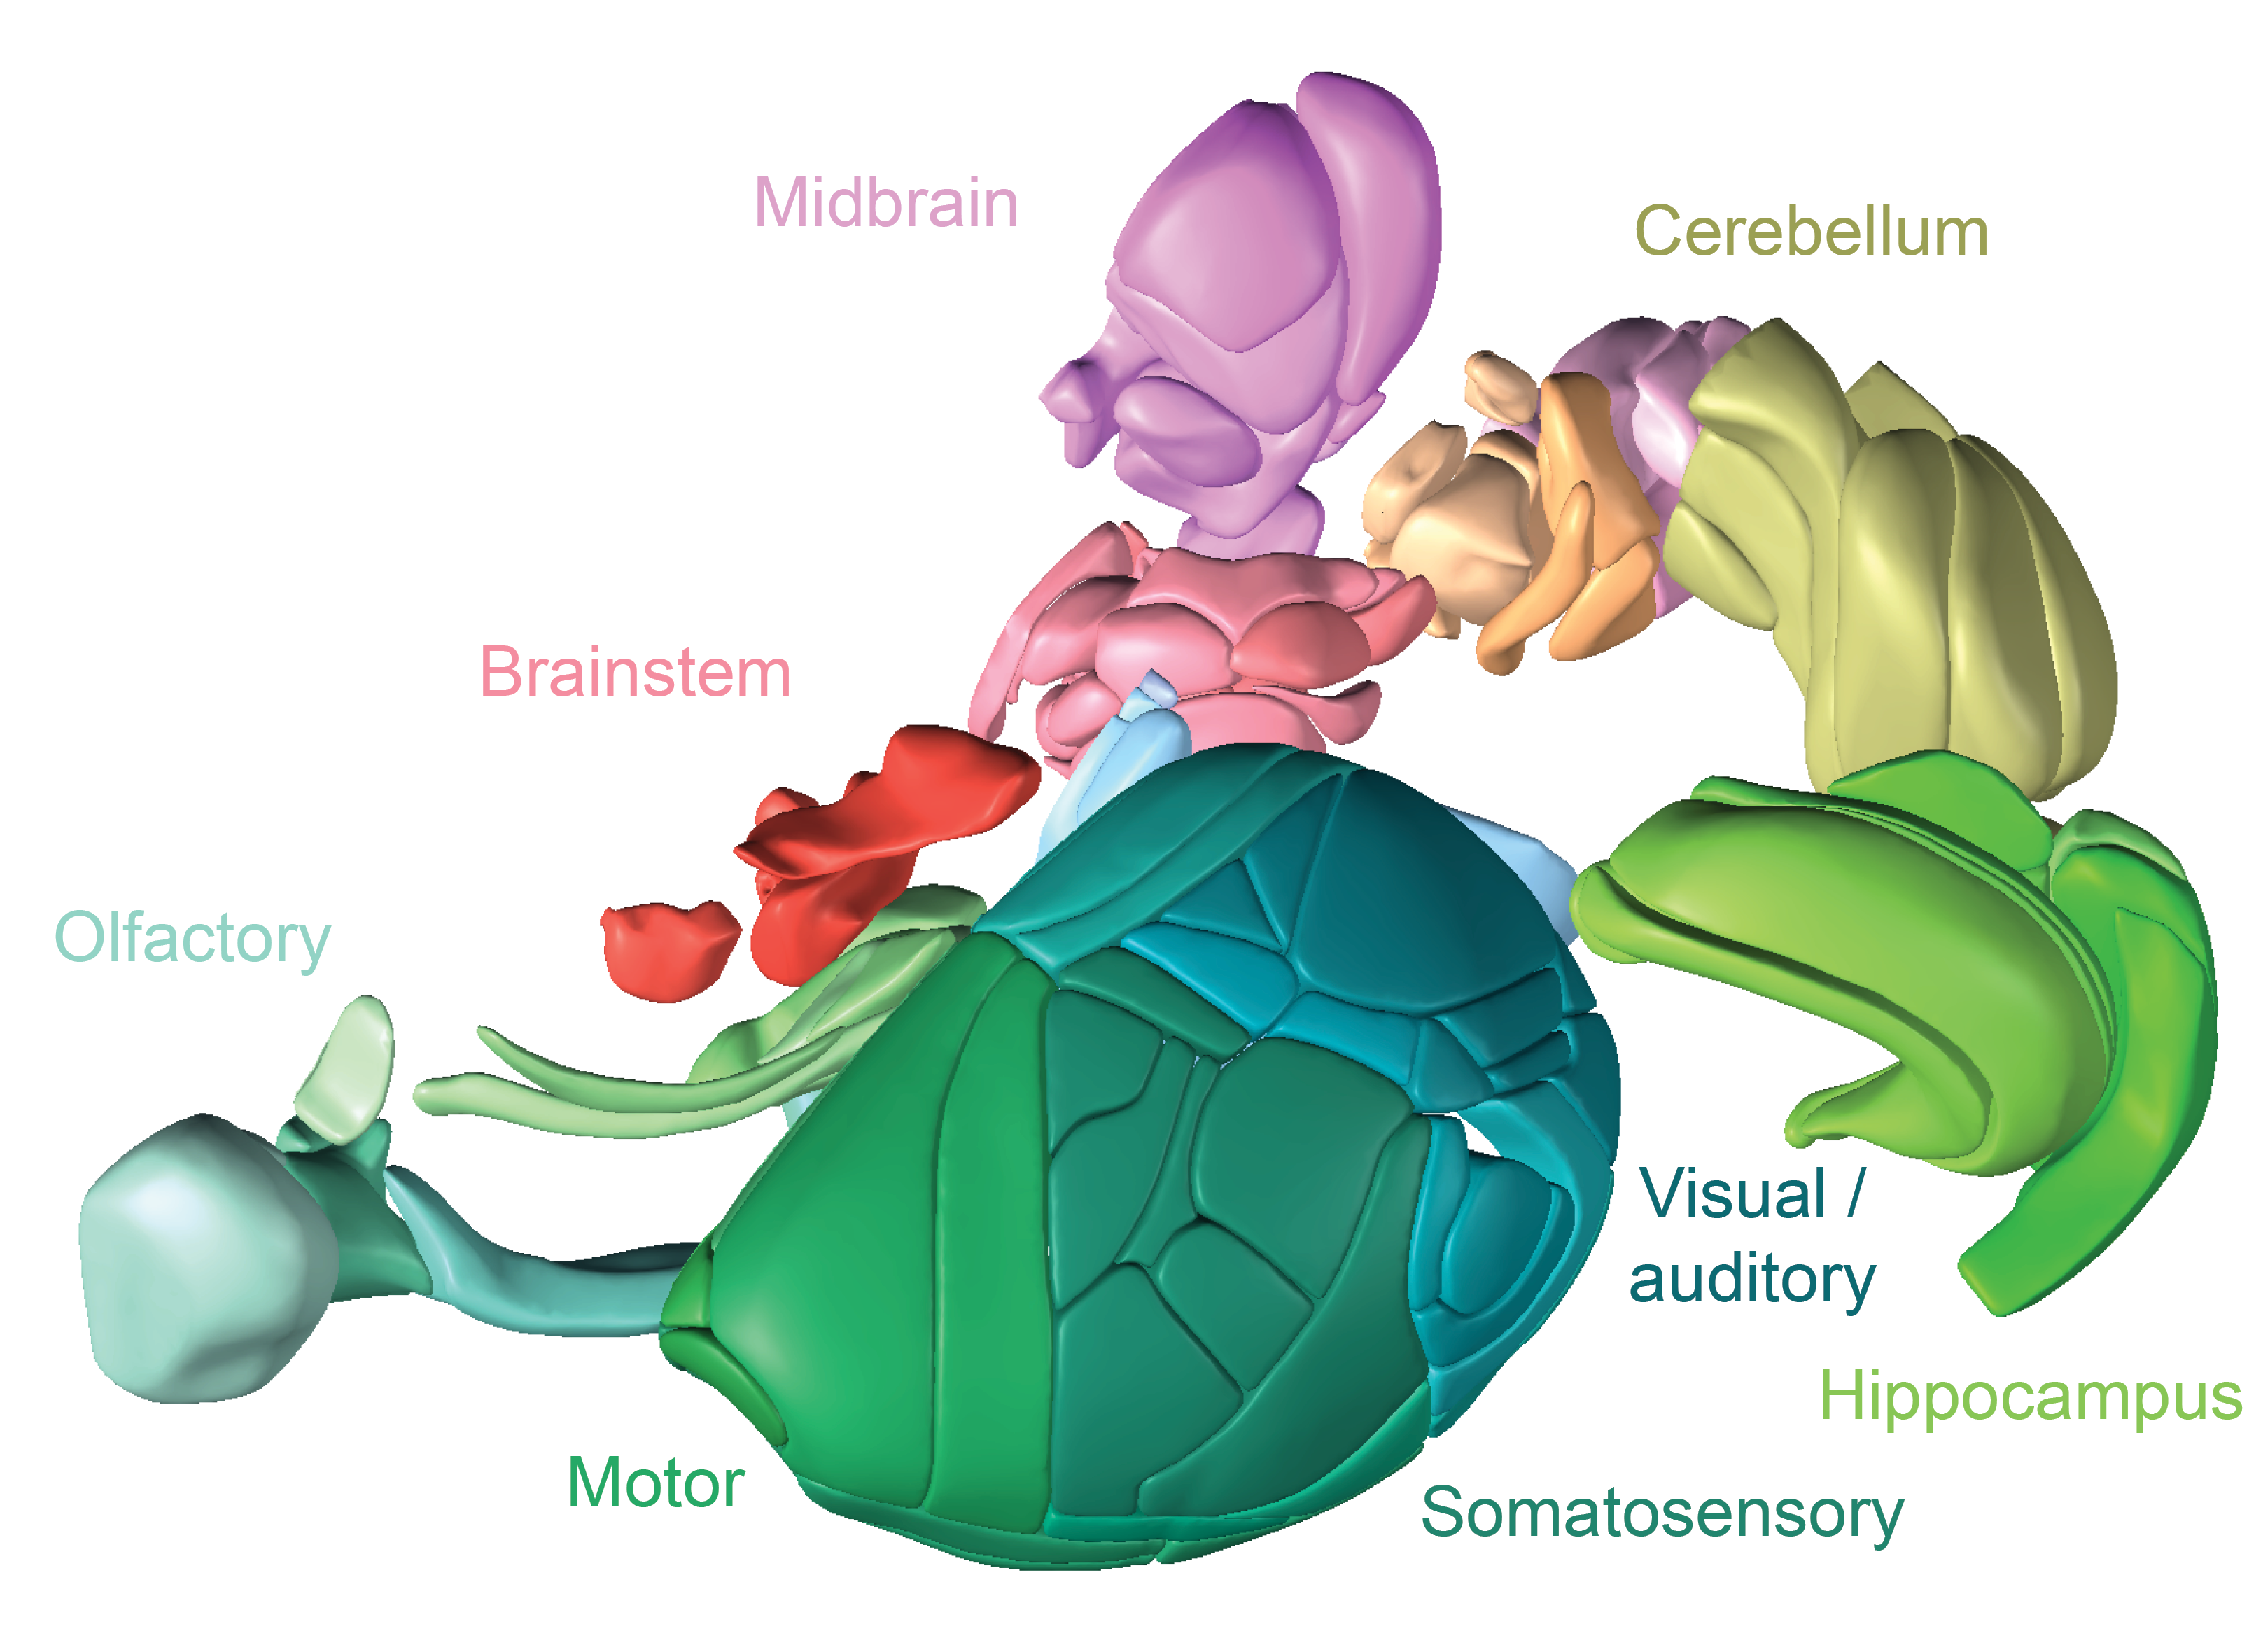 Midbrain
Cerebellum
Brainstem
Olfactory
Visual /
auditory
Hippocampus
Motor
Somatosensory